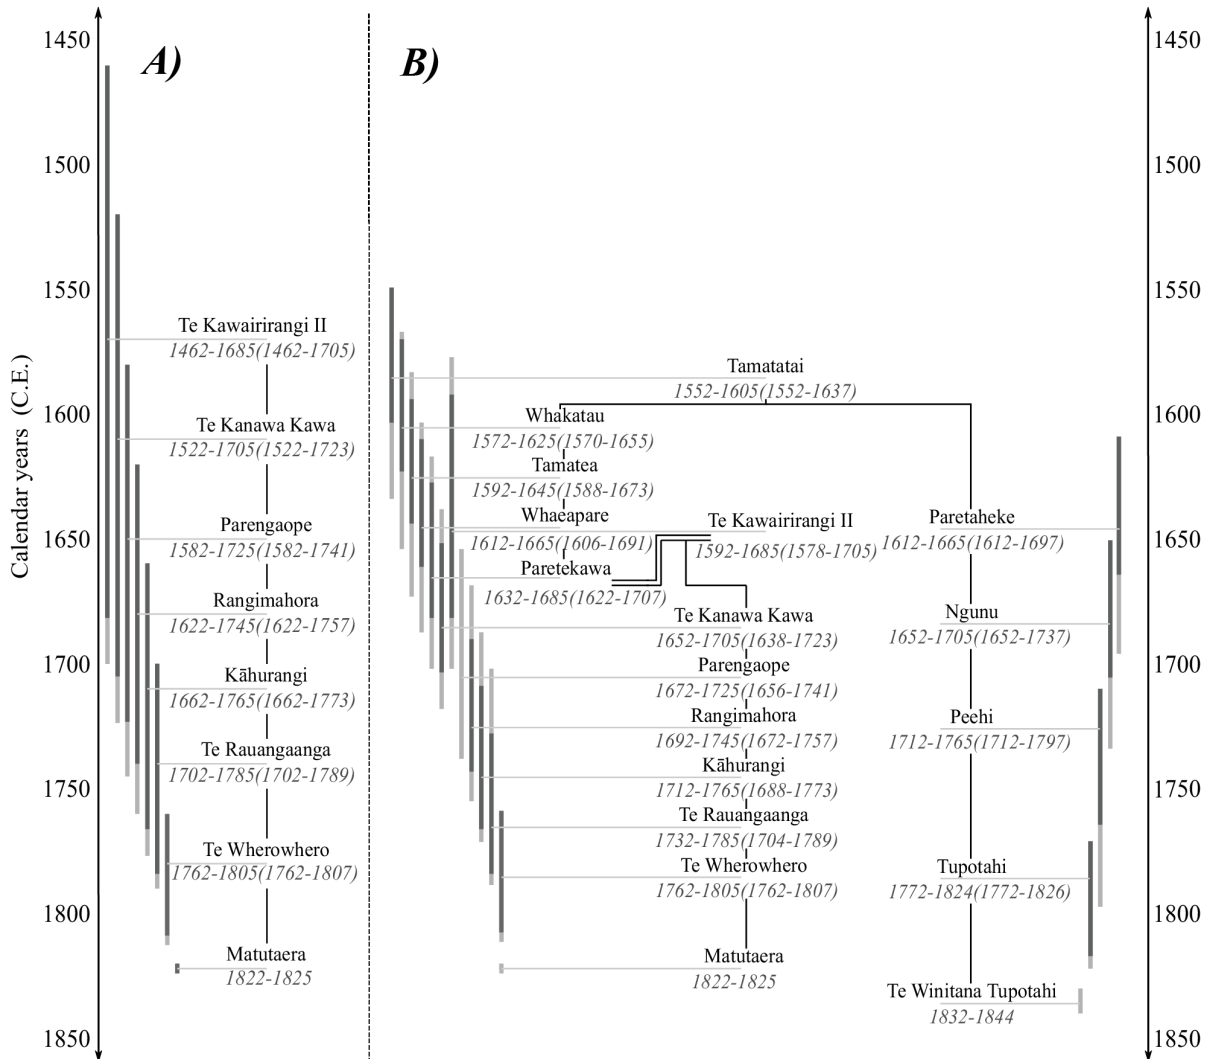 Calendar years (C.E.)
1450
1500
1550
1600
1650
1700
1750
1800
1850
A)
Te Kawairirangi II
1462-1685(1462-1705)
Te Kanawa Kawa
1522-1705(1522-1723)
Parengaope
1582-1725(1582-1741)
Rangimahora
1622-1745(1622-1757)
Kāhurangi
1662-1765(1662-1773)
Te Rauangaanga
1702-1785(1702-1789)
Te Wherowhero
1762-1805(1762-1807)
Matutaera
1822-1825
B)
Tamatatai
1552-1605(1552-1637)
Whakatau
1572-1625(1570-1655)
Tamatea
1592-1645(1588-1673)
Whaeapare
1612-1665(1606-1691)
Paretekawa
1632-1685(1622-1707)
Te Kawairirangi II
1592-1685(1578-1705)
Te Kanawa Kawa
1652-1705(1638-1723)
Parengaope
1672-1725(1656-1741)
Rangimahora
1692-1745(1672-1757)
Kāhurangi
1712-1765(1688-1773)
Te Rauangaanga
1732-1785(1704-1789)
Te Wherowhero
1762-1805(1762-1807)
Matutaera
1822-1825
Paretaheke
1612-1665(1612-1697)
Ngunu
1652-1705(1652-1737)
Peehi
1712-1765(1712-1797)
Tupotahi
1772-1824(1772-1826)
Te Winitana Tupotahi
1832-1844
1450
1500
1550
1600
1650
1700
1750
1800
1850